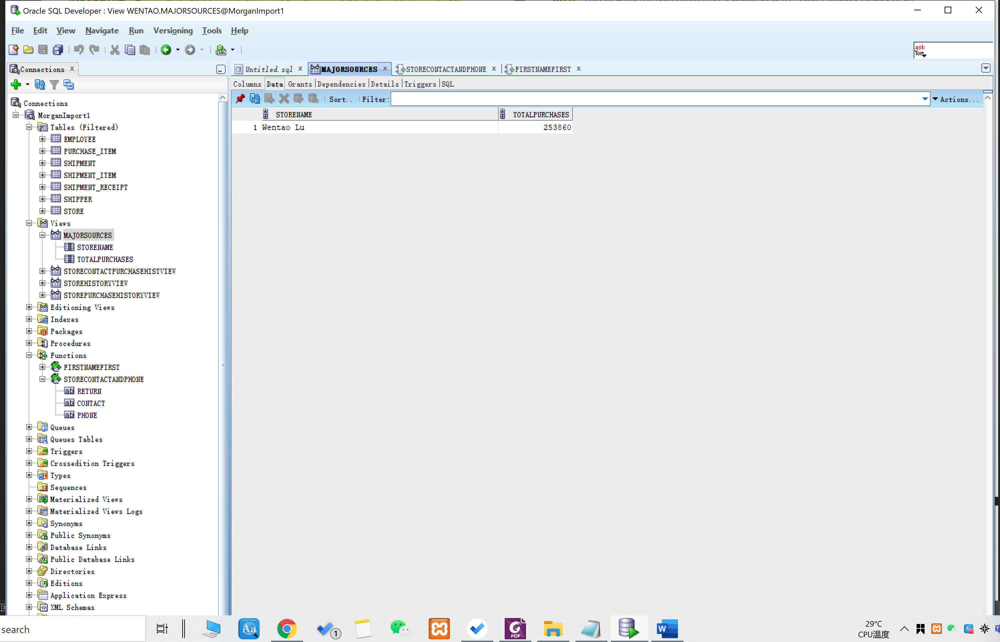 Oracle SQL Developer : View WENTAO.MAJORSOURCES@MorganImport1
File Edit View Navigate Run Versioning Tools Help
ask
Tom
Connections
Untitled.sql MAJORSOURCES STORECONTACTANDPHONE FIRSTNAMEFIRST
Columns Data Grants Dependencies Details Triggers SQL
Sort.. Filter: Actions...
STORENAME TOTALPURCHASES
1 Wentao Lu 253860
Connections
MorganImport1
Tables (Filtered)
EMPLOYEE
PURCHASE_ITEM
SHIPMENT
SHIPMENT_ITEM
SHIPMENT_RECEIPT
SHIPPER
STORE
Views
MAJORSOURCES
STORENAME
TOTALPURCHASES
STORECONTACTPURCHASEHISTVIEW
STOREHISTORYVIEW
STOREPURCHASEHISTORYVIEW
Editioning Views
Indexes
Packages
Procedures
Functions
FIRSTNAMEFIRST
STORECONTACTANDPHONE
RETURN
CONTACT
PHONE
Queues
Queues Tables
Triggers
Crossedition Triggers
Types
Sequences
Materialized Views
Materialized Views Logs
Synonyms
Public Synonyms
Database Links
Public Database Links
Directories
Editions
Application Express
XML Schemas
search
1
PDF
W
29°C
CPU温度